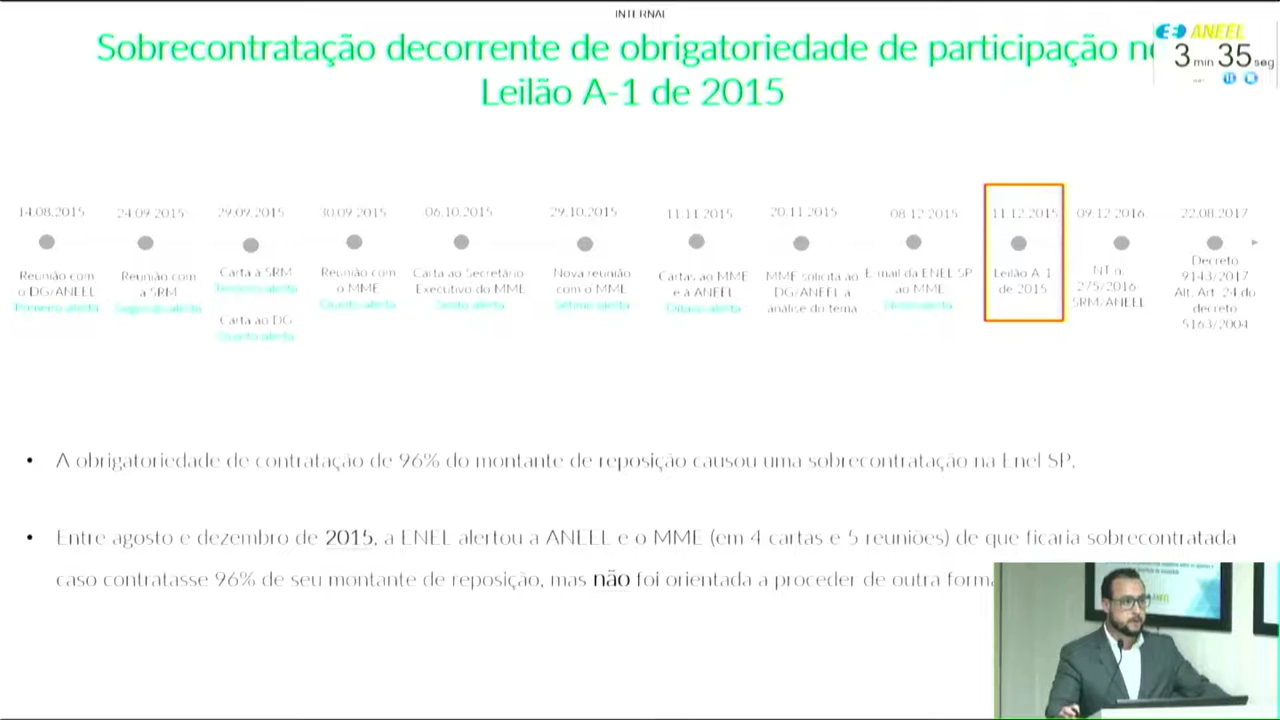 INTERNAL
Sobrecontratação decorrente de obrigatoriedade de participação no
Leilão A-1 de 2015
ANEEL
3 min 35 seg
14.08.2015
Reunião com
o DG/ANEEL
Primeiro alerta
24.09.2015
Reunião com
a SRM
Segundo alerta
29.09.2015
Carta à SRM
Terceiro alerta
Carta ao DG
Quarto alerta
30.09.2015
Reunião com
o MME
Quinto alerta
06.10.2015
Carta ao Secretário
Executivo do MME
Sexto alerta
29.10.2015
Nova reunião
com o MME
Sétimo alerta
11.11.2015
Cartas ao MME
e à ANEEL
Oitavo alerta
20.11.2015
MME solicita ao
DG/ANEEL a
análise do tema
08.12.2015
E-mail da ENEL SP
ao MME
11.12.2015
Leilão A-1
de 2015
09.12.2016
NT n.
275/2016
SRM/ANEEL
22.08.2017
Decreto
9143/2017
Alt. Art. 24 do
decreto
5163/2004
• A obrigatoriedade de contratação de 96% do montante de reposição causou uma sobrecontratação na Enel SP.
• Entre agosto e dezembro de 2015, a ENEL alertou a ANEEL e o MME (em 4 cartas e 5 reuniões) de que ficaria sobrecontratada
caso contratasse 96% de seu montante de reposição, mas não foi orientada a proceder de outra forma
ANEEL